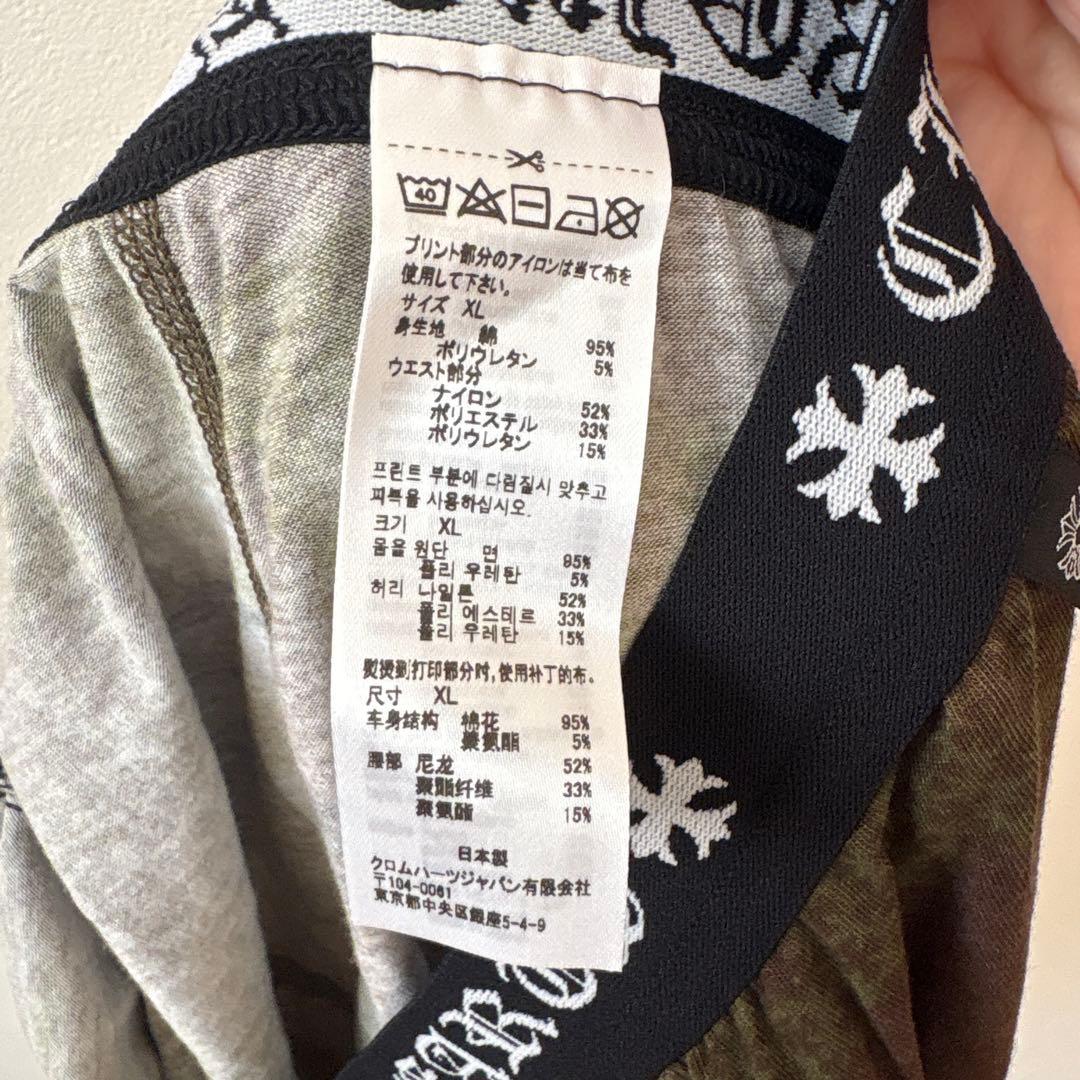 40
プリント部分のアイロンは当て布を
使用して下さい。
サイズ XL
身生地 綿 95%
ポリウレタン 5%
ウエスト部分
ナイロン 52%
ポリエステル 33%
ポリウレタン 15%
프린트 부분에 다림질시 맞추고
피복을 사용하십시오.
크기 XL
몸을 원단 면 95%
폴리 우레탄 5%
허리 나일론 52%
폴리 에스테르 33%
폴리 우레탄 15%
熨烫到打印部分时,使用补丁的布。
尺寸 XL
车身结构 棉花 95%
聚氨酯 5%
腰部 尼龙 52%
聚酯纤维 33%
聚氨酯 15%
日本製
クロムハーツジャパン有限会社
〒104-0061
東京都中央区銀座5-4-9